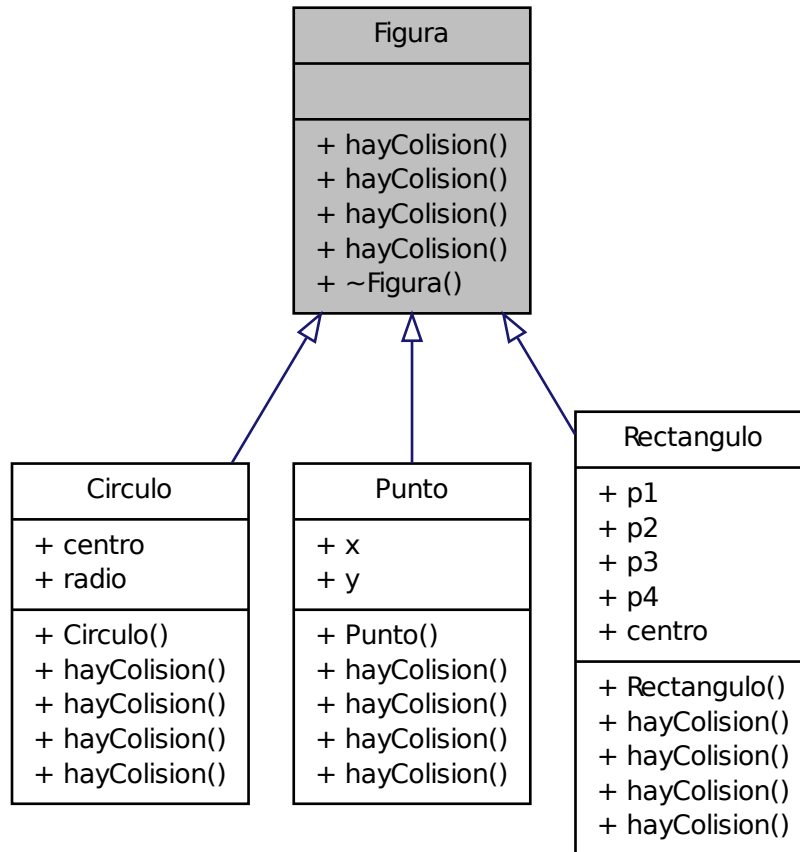 Figura
+ hayColision()
+ hayColision()
+ hayColision()
+ hayColision()
+ ~Figura()
Circulo
+ centro
+ radio
+ Circulo()
+ hayColision()
+ hayColision()
+ hayColision()
+ hayColision()
Punto
+ x
+ y
+ Punto()
+ hayColision()
+ hayColision()
+ hayColision()
+ hayColision()
Rectangulo
+ p1
+ p2
+ p3
+ p4
+ centro
+ Rectangulo()
+ hayColision()
+ hayColision()
+ hayColision()
+ hayColision()